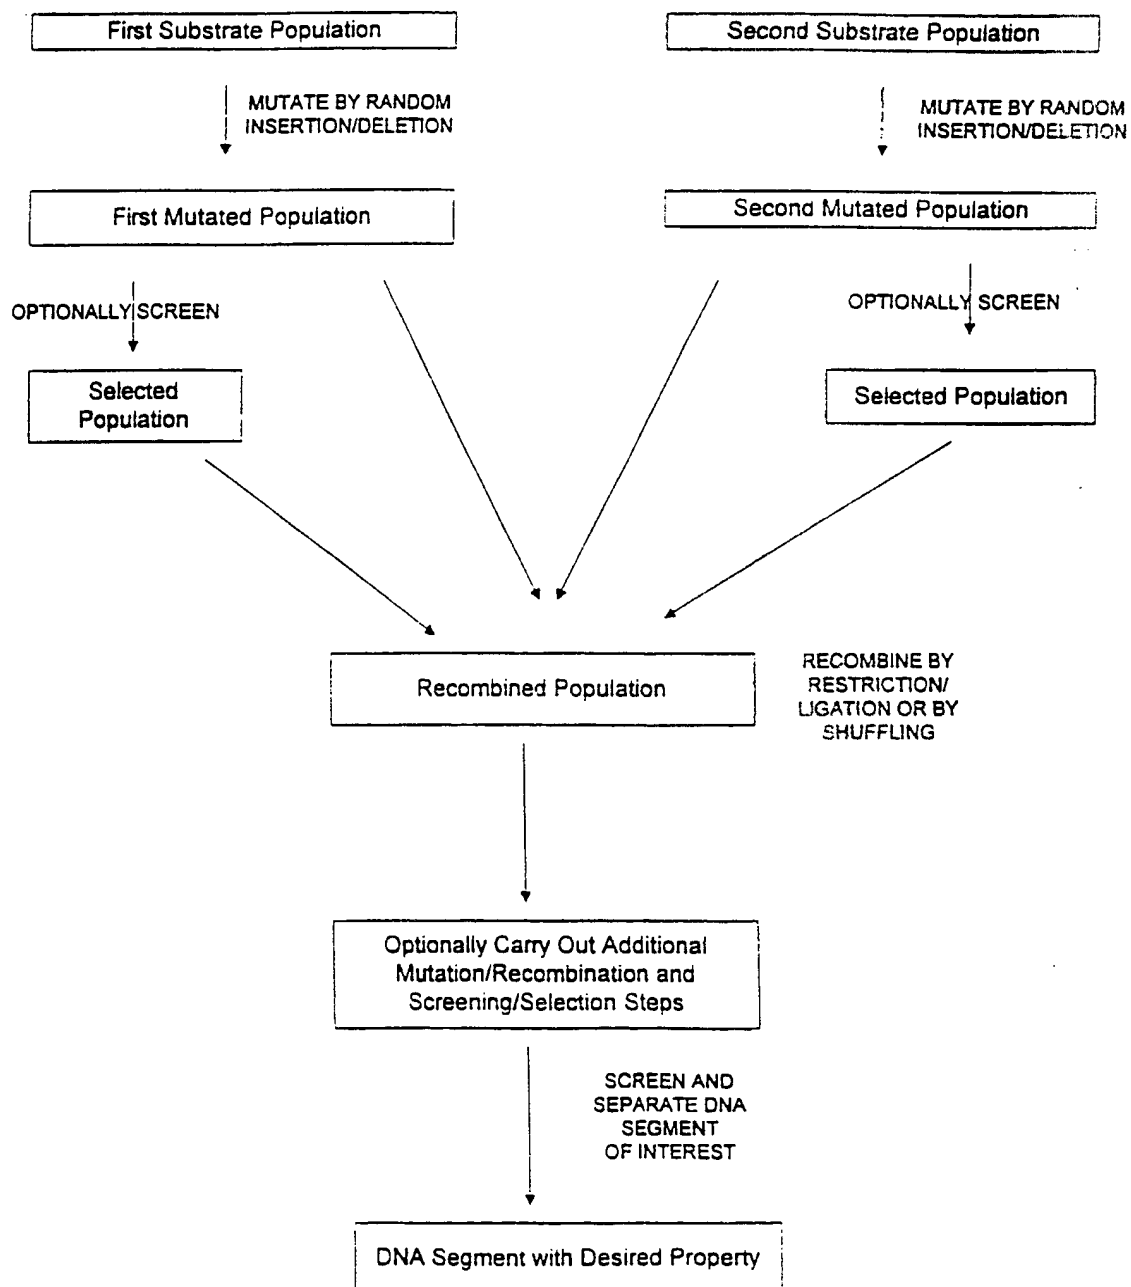 First Substrate Population
Second Substrate Population
MUTATE BY RANDOM
INSERTION/DELETION
MUTATE BY RANDOM
INSERTION/DELETION
First Mutated Population
Second Mutated Population
OPTIONALLY SCREEN
OPTIONALLY SCREEN
Selected
Population
Selected Population
Recombined Population
RECOMBINE BY
RESTRICTION/
LIGATION OR BY
SHUFFLING
Optionally Carry Out Additional
Mutation/Recombination and
Screening/Selection Steps
SCREEN AND
SEPARATE DNA
SEGMENT
OF INTEREST
DNA Segment with Desired Property